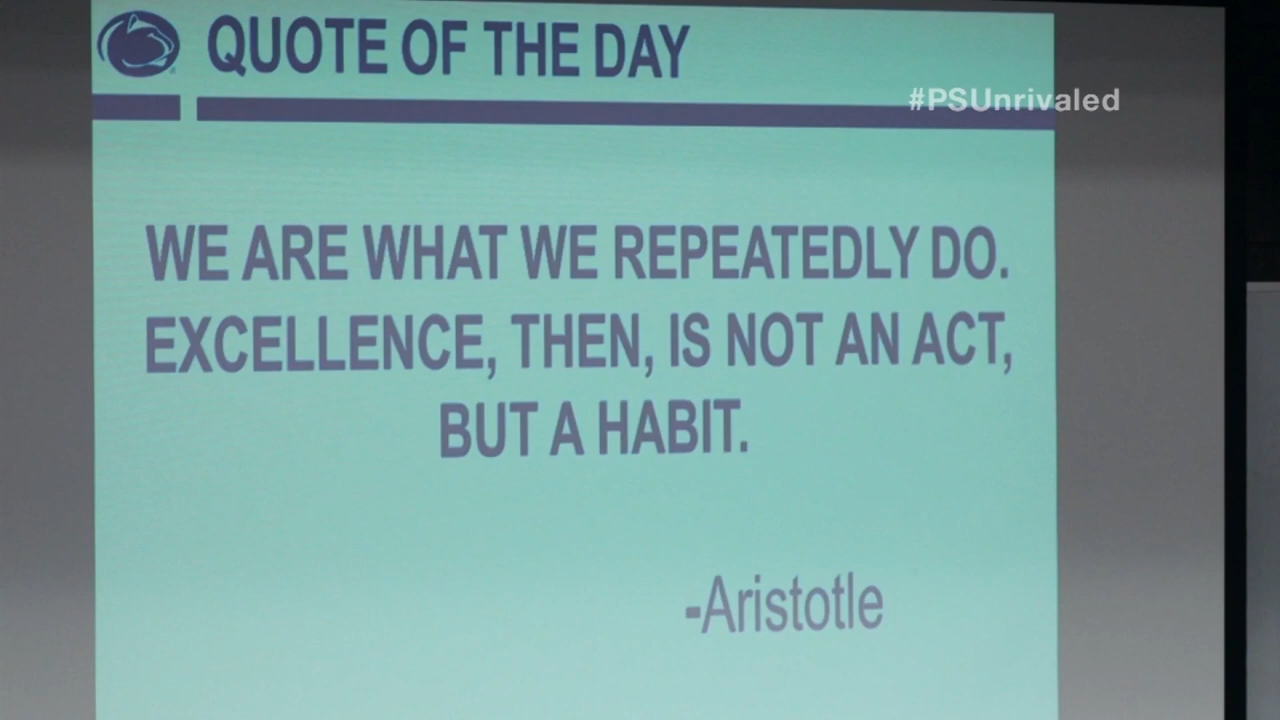 QUOTE OF THE DAY
#PSUnrivaled
WE ARE WHAT WE REPEATEDLY DO.
EXCELLENCE, THEN, IS NOT AN ACT,
BUT A HABIT.
-Aristotle